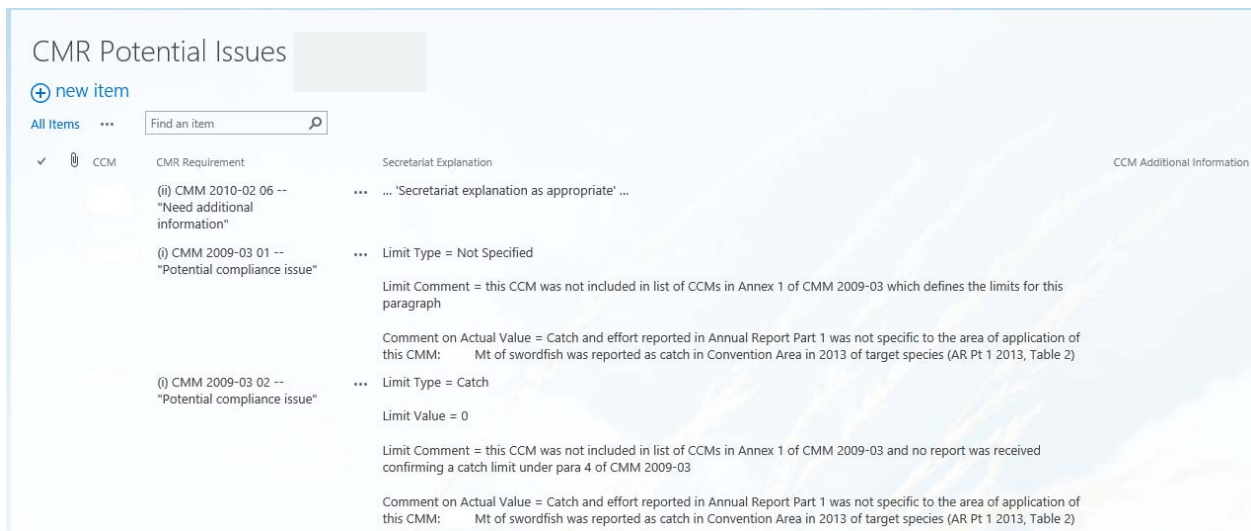 CMR Potential Issues
new item
All Items ...
Find an item
CCM CMR Requirement Secretariat Explanation CCM Additional Information
(ii) CMM 2010-02 06 -- ... ... 'Secretariat explanation as appropriate' ...
"Need additional
information"
(i) CMM 2009-03 01 -- ... Limit Type = Not Specified
"Potential compliance issue"
Limit Comment = this CCM was not included in list of CCMs in Annex 1 of CMM 2009-03 which defines the limits for this
paragraph
Comment on Actual Value = Catch and effort reported in Annual Report Part 1 was not specific to the area of application of
this CMM: Mt of swordfish was reported as catch in Convention Area in 2013 of target species (AR Pt 1 2013, Table 2)
(i) CMM 2009-03 02 -- ... Limit Type = Catch
"Potential compliance issue"
Limit Value = 0
Limit Comment = this CCM was not included in list of CCMs in Annex 1 of CMM 2009-03 and no report was received
confirming a catch limit under para 4 of CMM 2009-03
Comment on Actual Value = Catch and effort reported in Annual Report Part 1 was not specific to the area of application of
this CMM: Mt of swordfish was reported as catch in Convention Area in 2013 of target species (AR Pt 1 2013, Table 2)